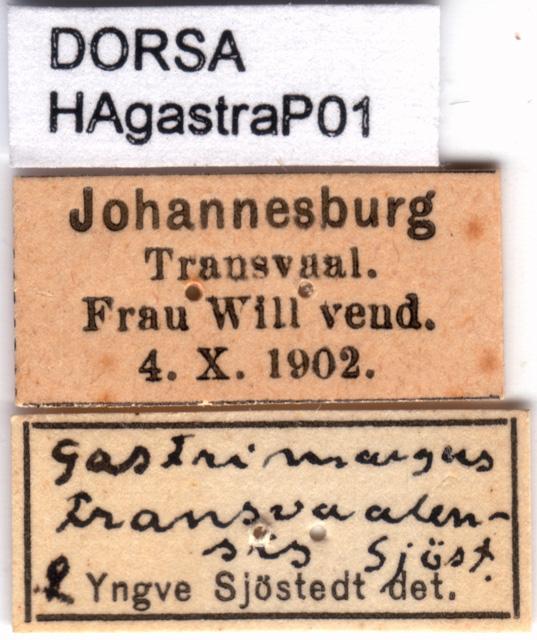 DORSA
HAgastraP01
Johannesburg
Transvaal.
Frau Will vend.
4. X. 1902.
Gastrimargus
transvaalen-
sis Sjöst.
Yngve Sjöstedt det.